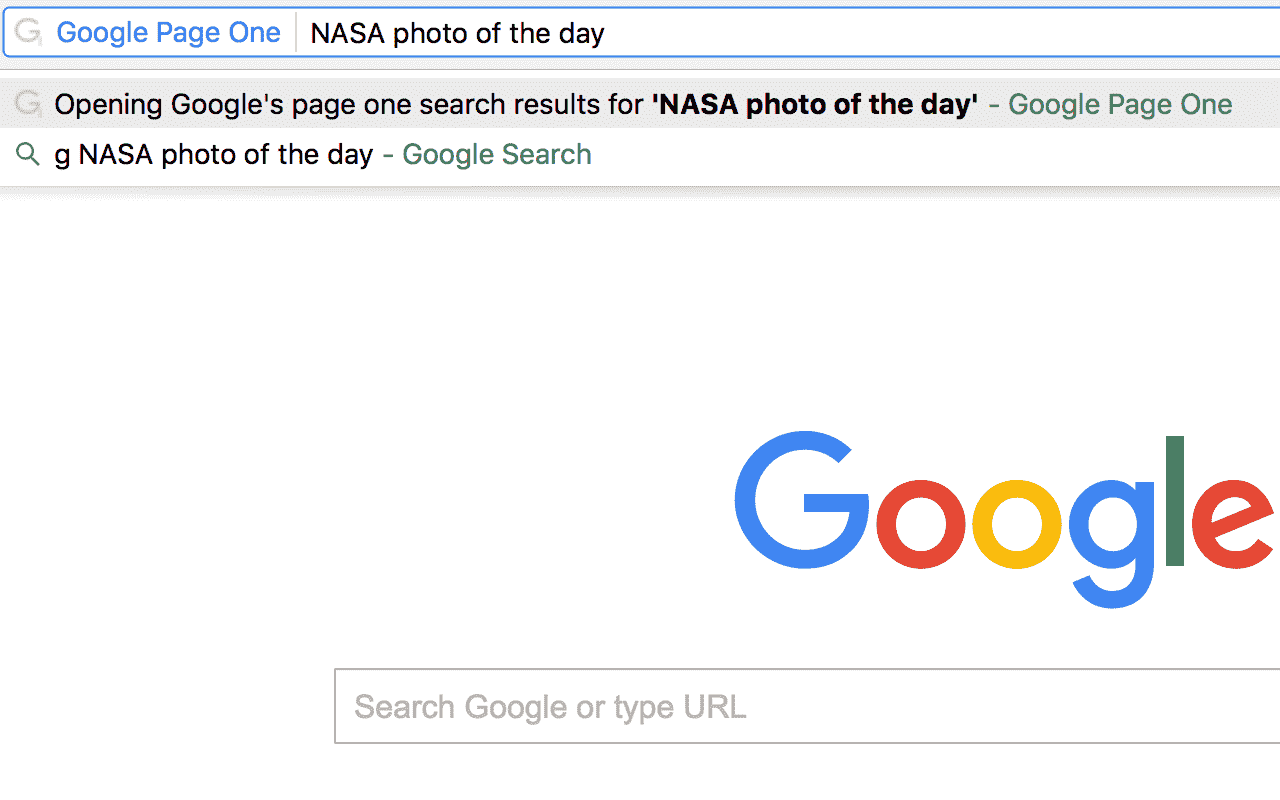 Google Page One NASA photo of the day
Opening Google's page one search results for 'NASA photo of the day' - Google Page One
g NASA photo of the day - Google Search
Google
Search Google or type URL